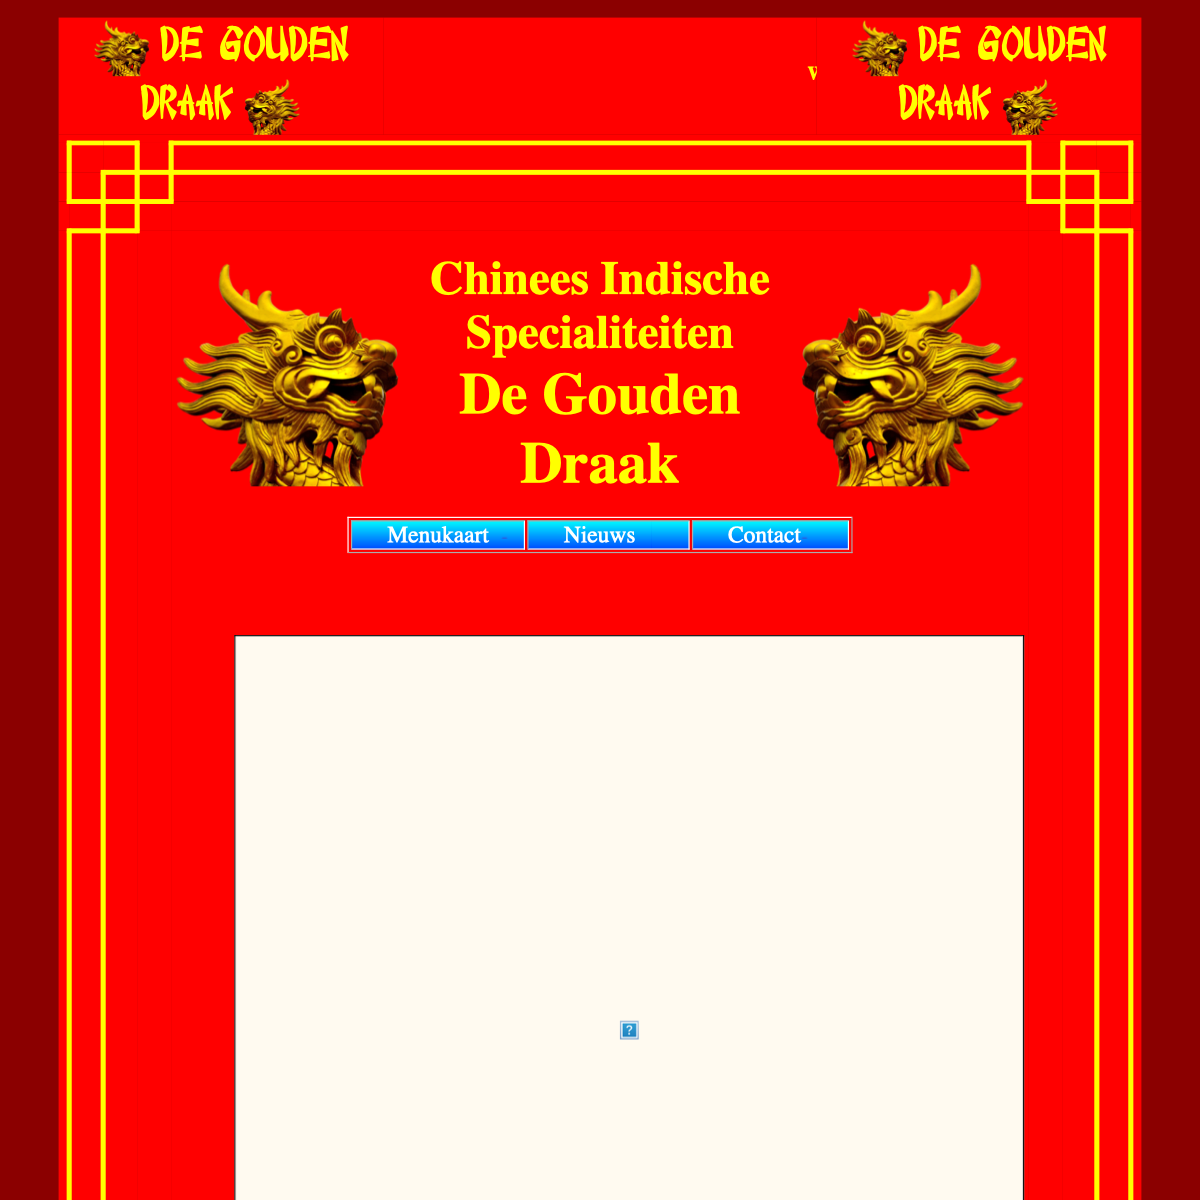 DE GOUDEN
DRAAK
DE GOUDEN
DRAAK
Chinees Indische
Specialiteiten
De Gouden
Draak
Menukaart
Nieuws
Contact